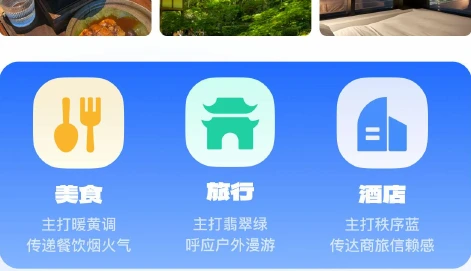 美食
旅行
酒店
主打暖黄调
主打翡翠绿
主打秩序蓝
传递餐饮烟火气
呼应户外漫游
传达商旅信赖感